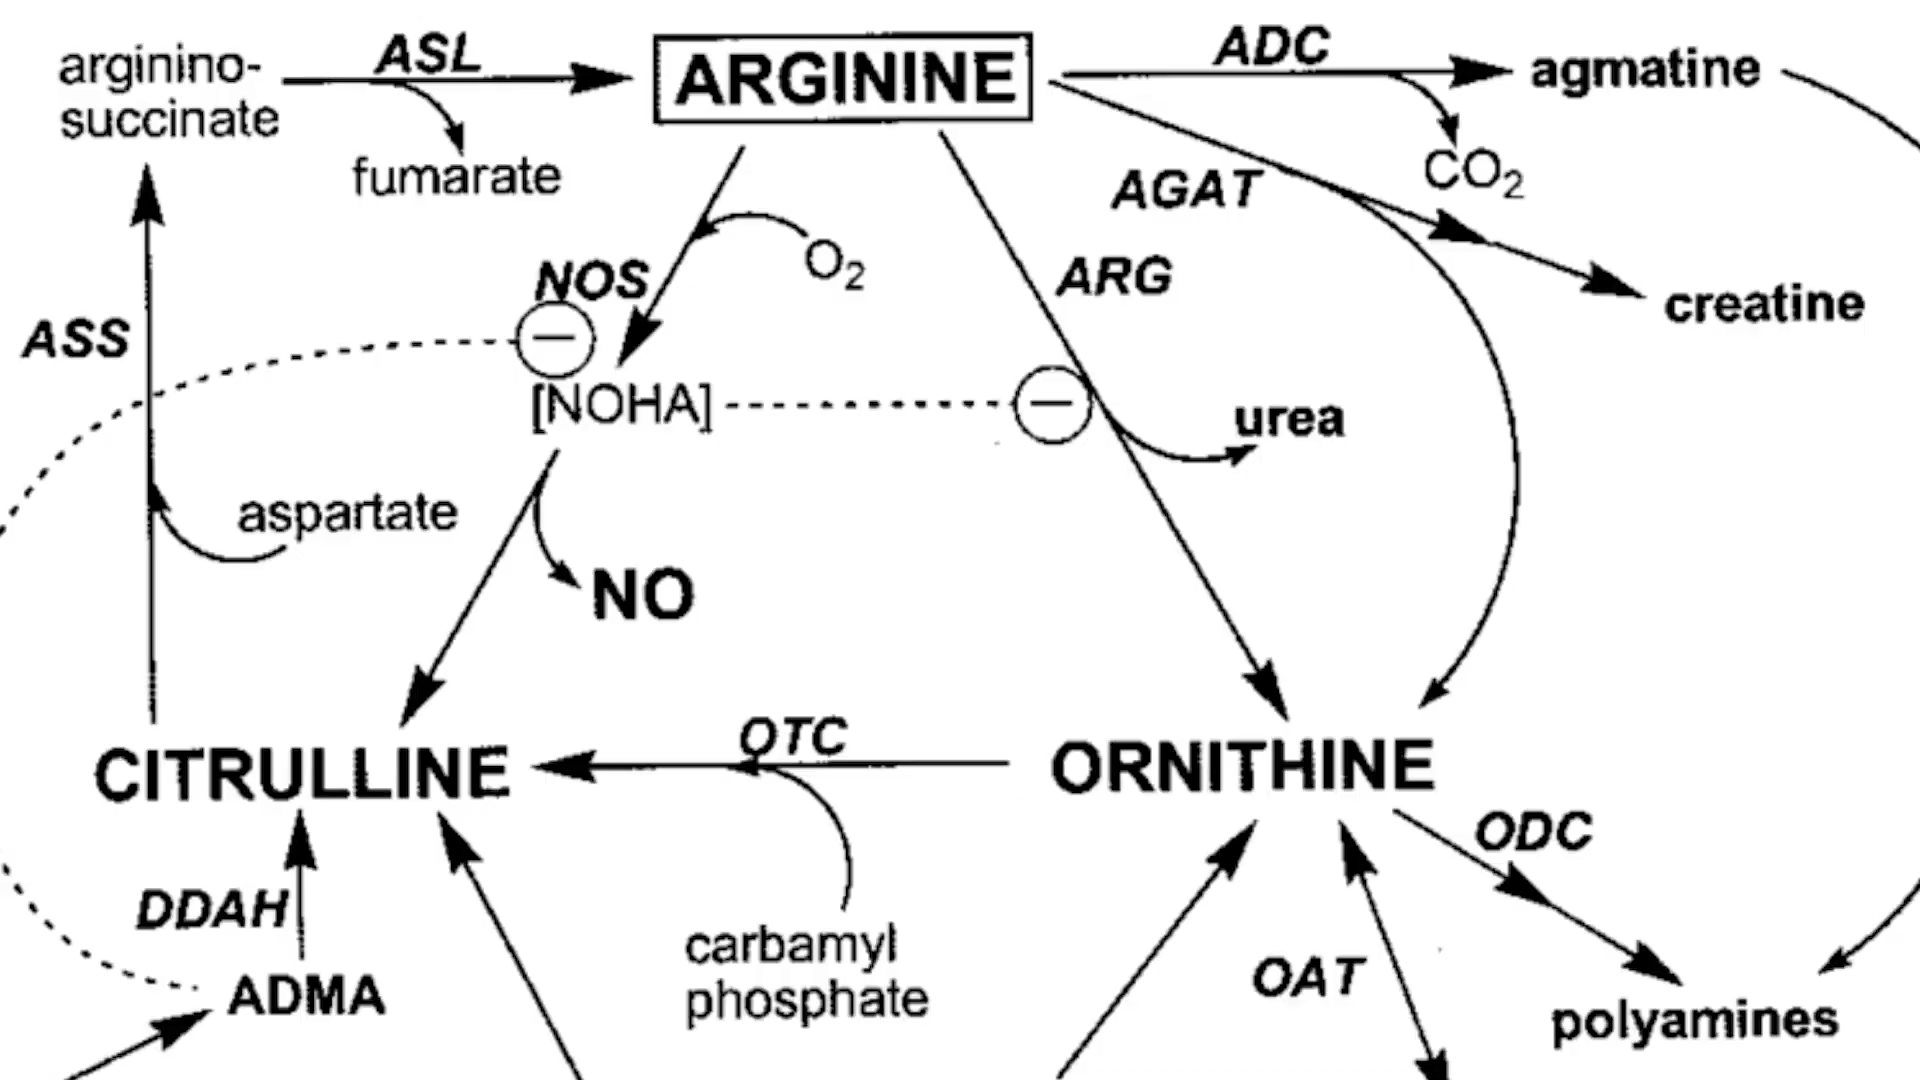 arginino-
succinate
ASL
ARGININE
ADC
agmatine
fumarate
CO₂
AGAT
O₂
NOS
ARG
creatine
ASS
−
[NOHA]
−
urea
aspartate
NO
CITRULLINE
OTC
ORNITHINE
ODC
DDAH
carbamyl
phosphate
OAT
ADMA
polyamines